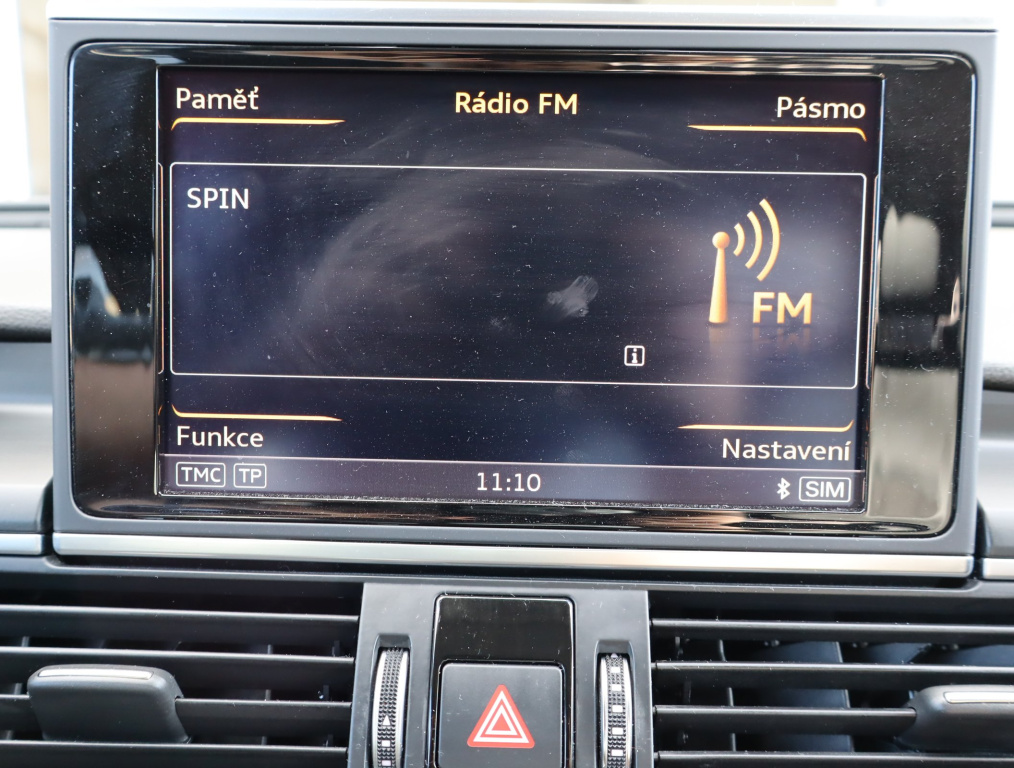 Paměť
Rádio FM
Pásmo
SPIN
FM
i
Funkce
Nastavení
TMC TP
11:10
SIM